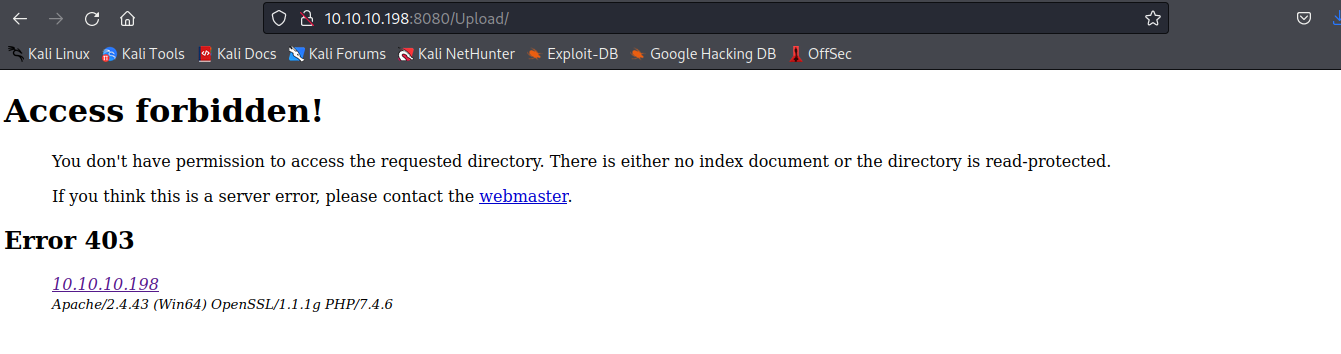 10.10.10.198:8080/Upload/
Kali Linux Kali Tools Kali Docs Kali Forums Kali NetHunter Exploit-DB Google Hacking DB OffSec
Access forbidden!
You don't have permission to access the requested directory. There is either no index document or the directory is read-protected.
If you think this is a server error, please contact the webmaster.
Error 403
10.10.10.198
Apache/2.4.43 (Win64) OpenSSL/1.1.1g PHP/7.4.6